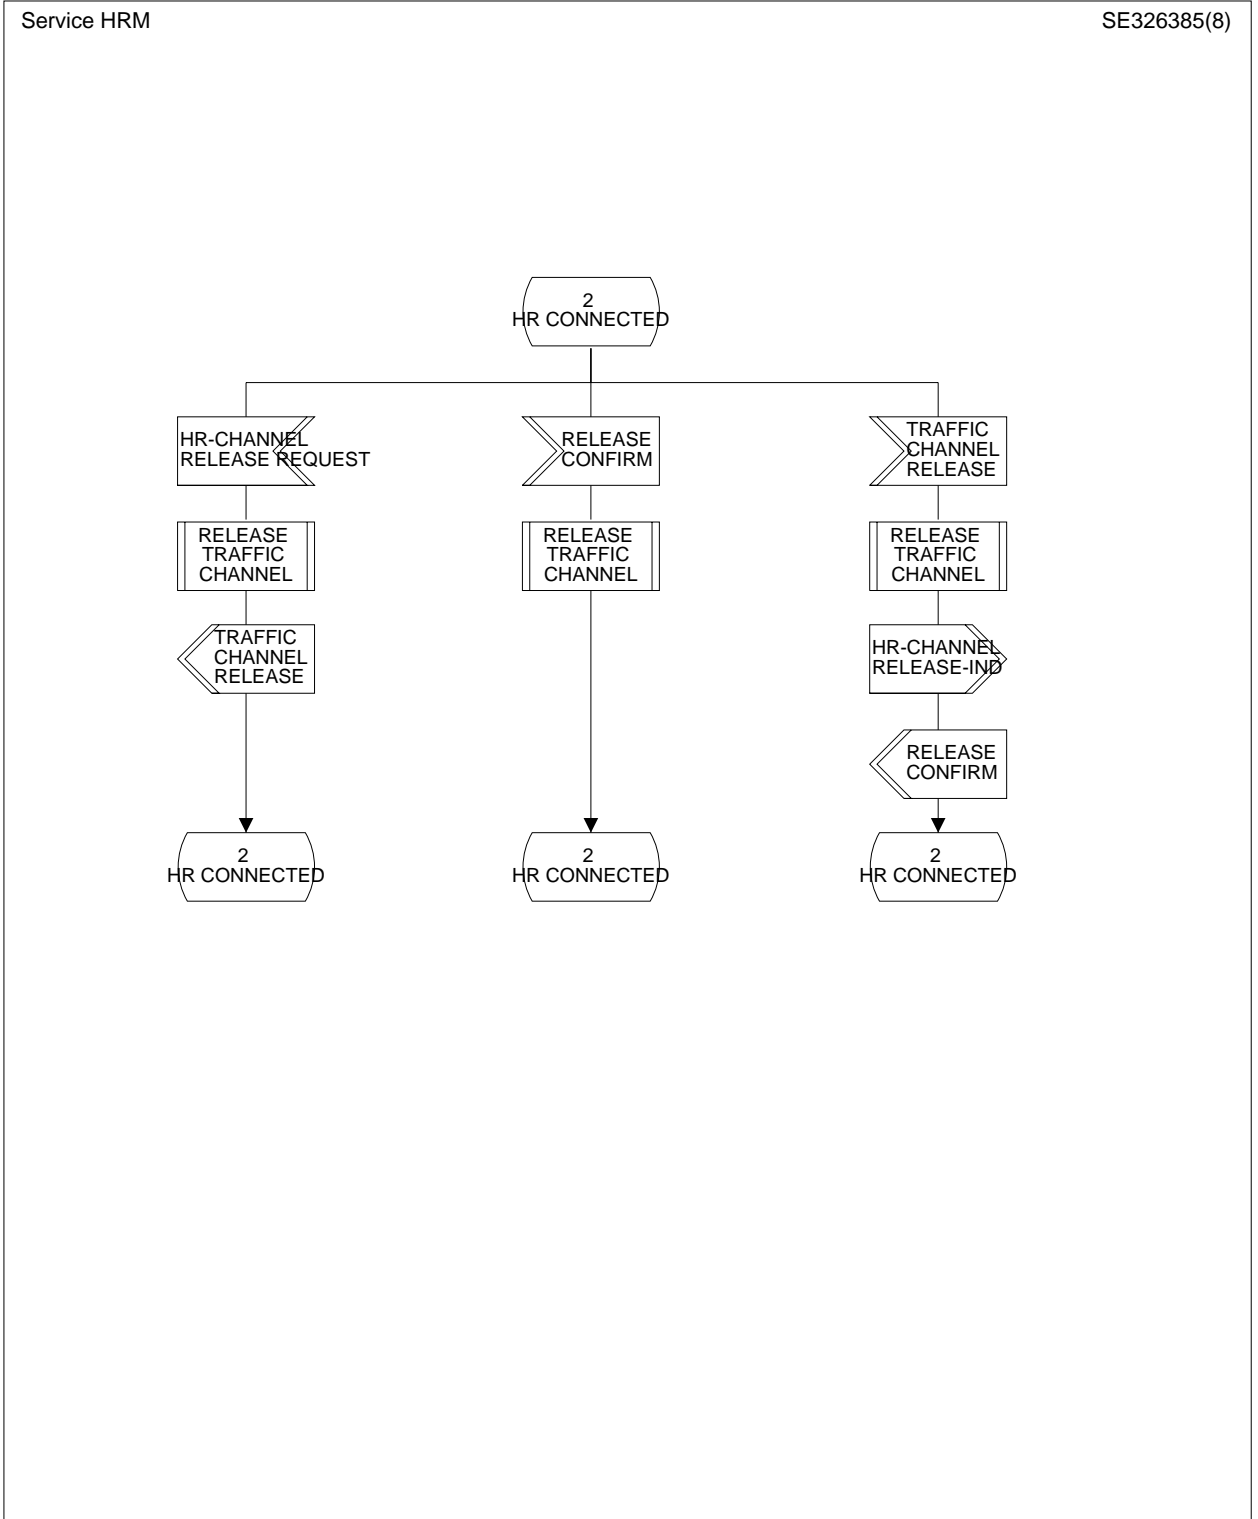 Service HRM
SE326385(8)
2
HR CONNECTED
HR-CHANNEL
RELEASE REQUEST
RELEASE
CONFIRM
TRAFFIC
CHANNEL
RELEASE
RELEASE
TRAFFIC
CHANNEL
RELEASE
TRAFFIC
CHANNEL
RELEASE
TRAFFIC
CHANNEL
TRAFFIC
CHANNEL
RELEASE
HR-CHANNEL
RELEASE-IND
RELEASE
CONFIRM
2
HR CONNECTED
2
HR CONNECTED
2
HR CONNECTED